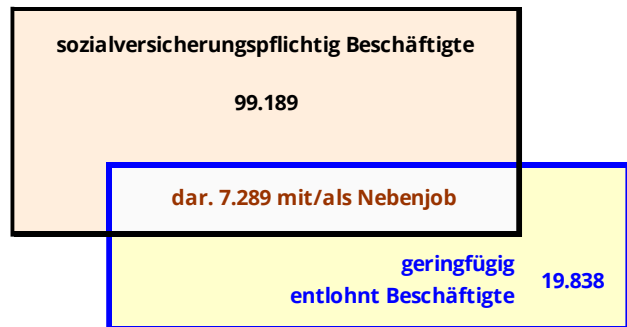 sozialversicherungspflichtig Beschäftigte
99.189
dar. 7.289 mit/als Nebenjob
geringfügig
entlohnt Beschäftigte
19.838